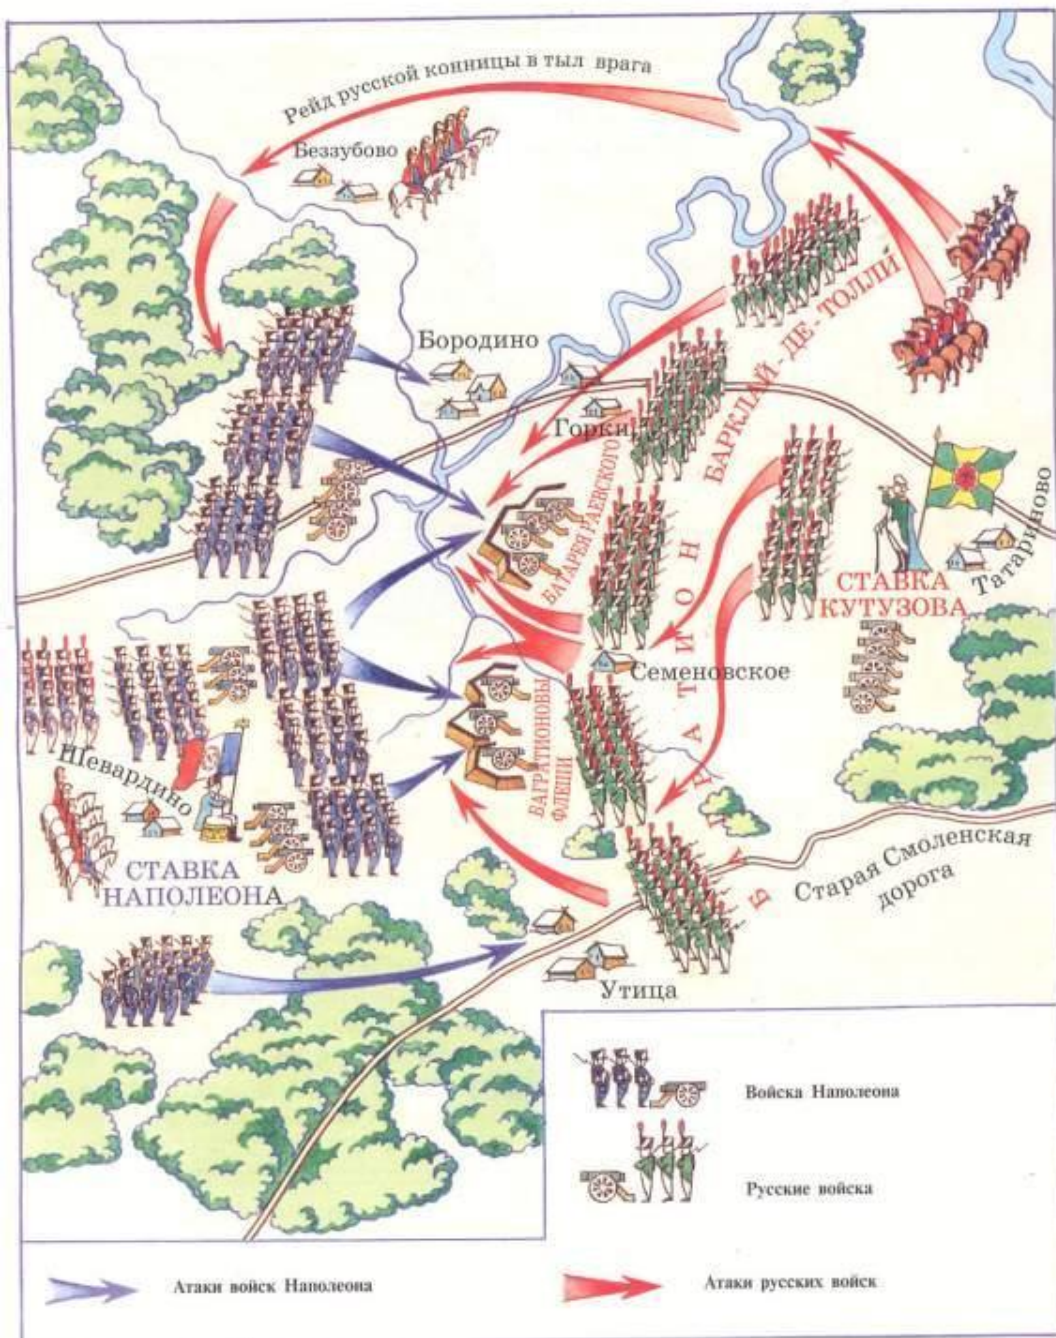 Рейд русской конницы в тыл врага
Беззубово
Бородино
Горки
БАРКЛАЙ-ДЕ-ТОЛЛИ
БАТАРЕЯ РАЕВСКОГО
Татариново
СТАВКА
КУТУЗОВА
БАГРАТИОН
Семеновское
БАГРАТИОНОВЫ
ФЛЕШИ
Шевардино
СТАВКА
НАПОЛЕОНА
Старая Смоленская
дорога
Утица
Войска Наполеона
Русские войска
Атаки войск Наполеона
Атаки русских войск